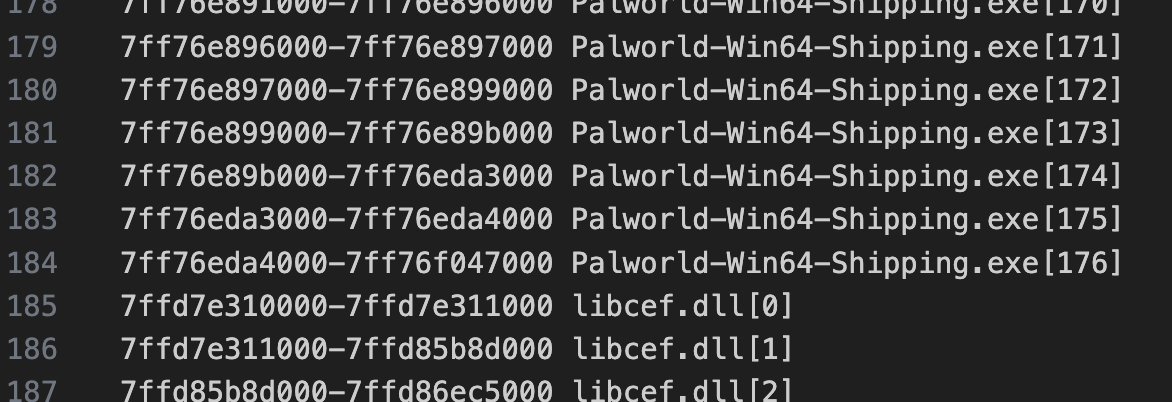 178 7ff76e891000-7ff76e896000 Palworld-Win64-Shipping.exe[170]
179 7ff76e896000-7ff76e897000 Palworld-Win64-Shipping.exe[171]
180 7ff76e897000-7ff76e899000 Palworld-Win64-Shipping.exe[172]
181 7ff76e899000-7ff76e89b000 Palworld-Win64-Shipping.exe[173]
182 7ff76e89b000-7ff76eda3000 Palworld-Win64-Shipping.exe[174]
183 7ff76eda3000-7ff76eda4000 Palworld-Win64-Shipping.exe[175]
184 7ff76eda4000-7ff76f047000 Palworld-Win64-Shipping.exe[176]
185 7ffd7e310000-7ffd7e311000 libcef.dll[0]
186 7ffd7e311000-7ffd85b8d000 libcef.dll[1]
187 7ffd85b8d000-7ffd86ec5000 libcef.dll[2]